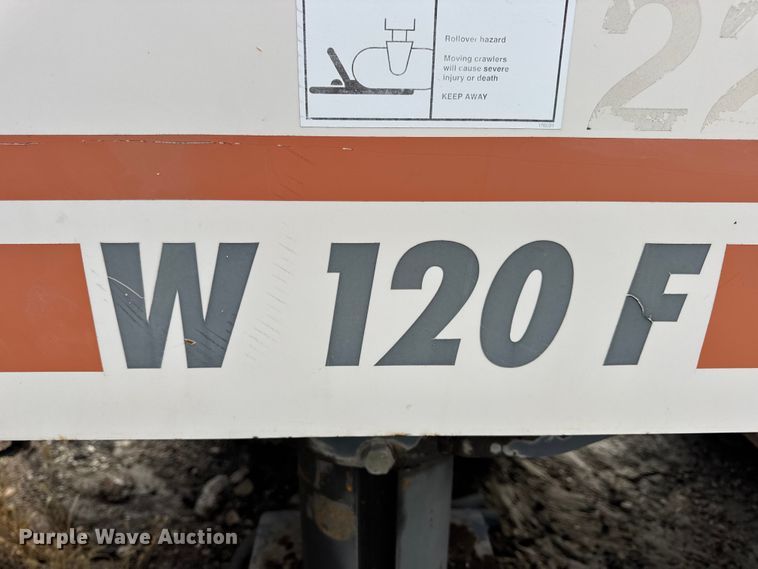 Rollover hazard
Moving crawlers
will cause severe
injury or death
KEEP AWAY
22
W 120 F
Purple Wave Auction